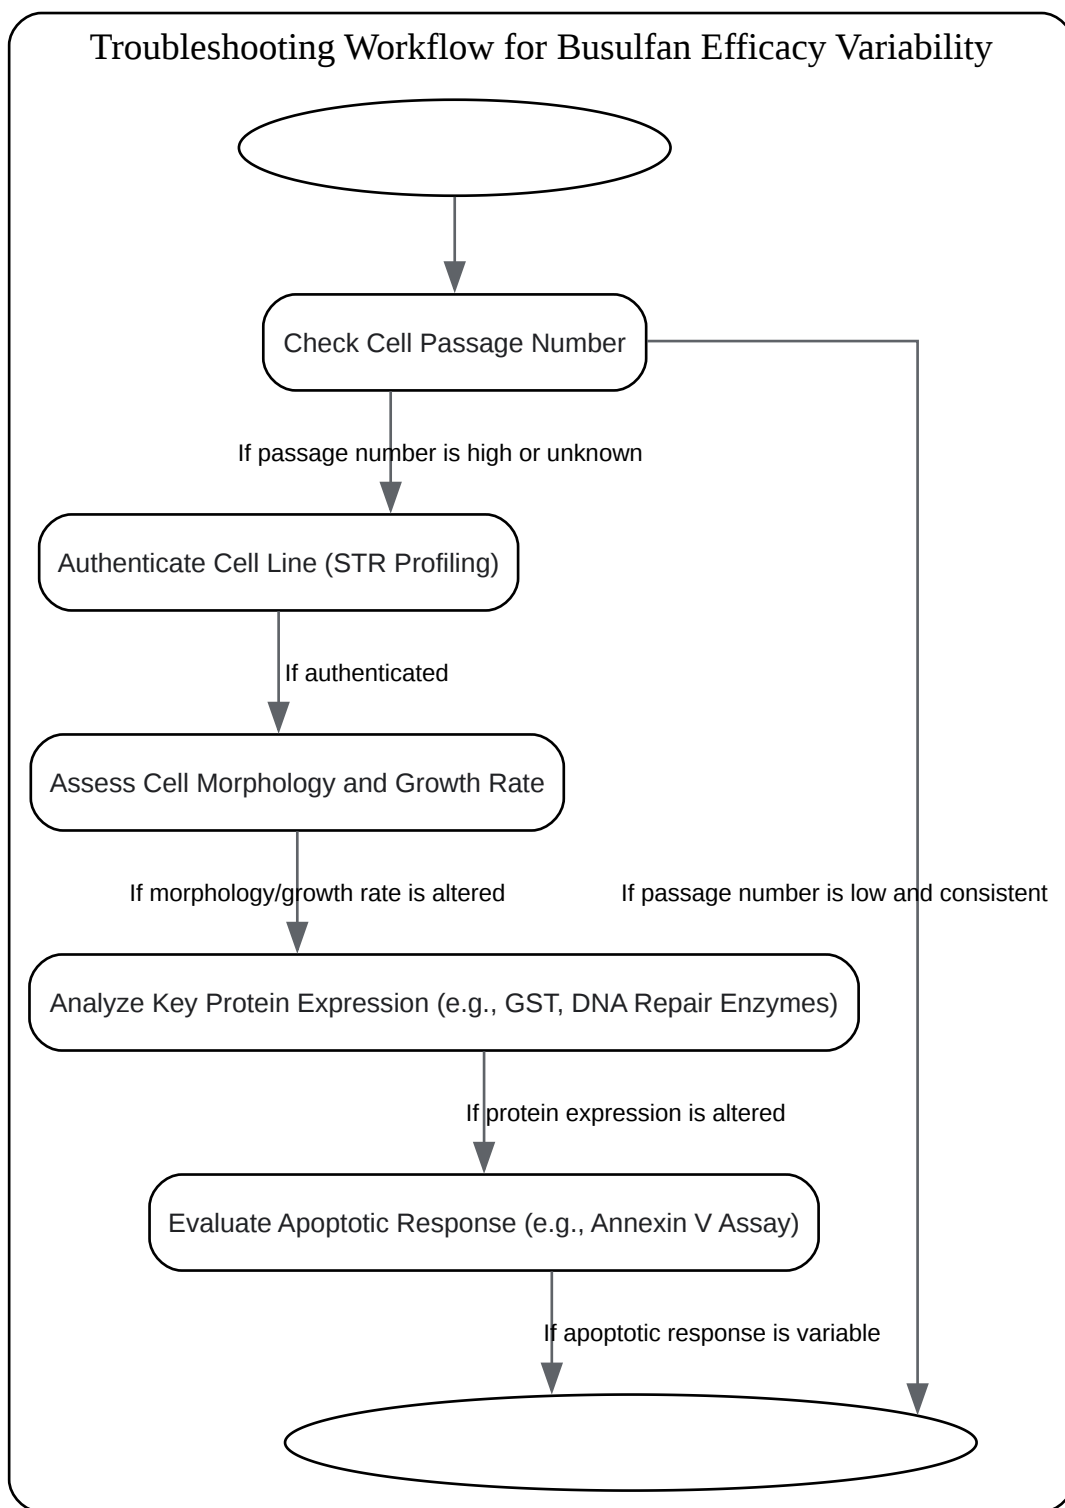 Troubleshooting Workflow for Busulfan Efficacy Variability
Check Cell Passage Number
If passage number is high or unknown
Authenticate Cell Line (STR Profiling)
If authenticated
Assess Cell Morphology and Growth Rate
If morphology/growth rate is altered
If passage number is low and consistent
Analyze Key Protein Expression (e.g., GST, DNA Repair Enzymes)
If protein expression is altered
Evaluate Apoptotic Response (e.g., Annexin V Assay)
If apoptotic response is variable